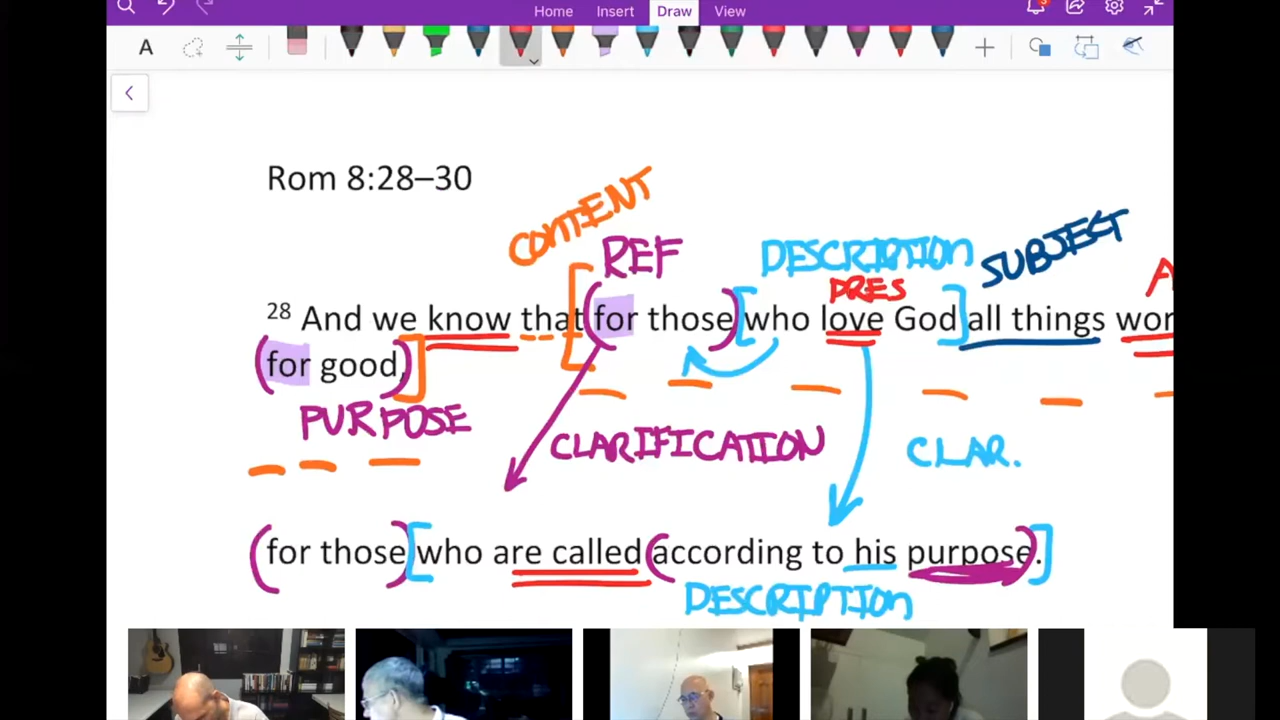 Home Insert Draw View
A
Rom 8:28–30
CONTENT
REF DESCRIPTION SUBJECT
PRES A
28 And we know that for those who love God all things wor
for good,
PURPOSE
CLARIFICATION CLAR.
for those who are called according to his purpose.
DESCRIPTION